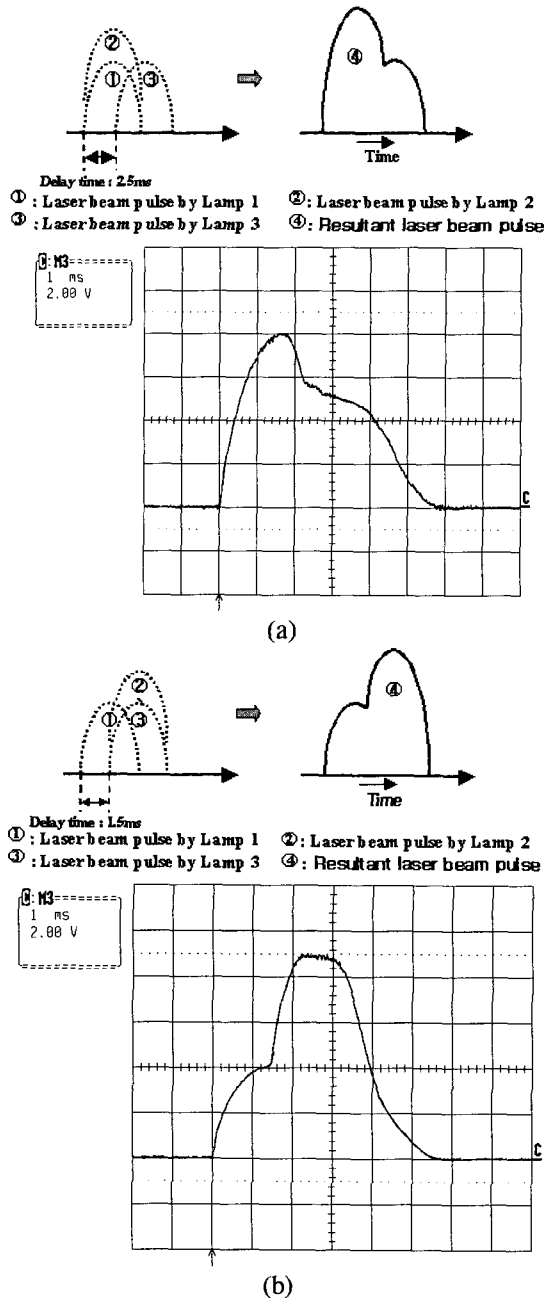 ② 
① ③
④
Time
Delay time : 2.5ms
① : Laser beam pulse by Lamp 1 ② : Laser beam pulse by Lamp 2
③ : Laser beam pulse by Lamp 3 ④ : Resultant laser beam pulse
M3
1 ms
2.00 V
C
(a)
②
① ③
④
Time
Delay time : 1.5ms
① : Laser beam pulse by Lamp 1 ② : Laser beam pulse by Lamp 2
③ : Laser beam pulse by Lamp 3 ④ : Resultant laser beam pulse
M3
1 ms
2.00 V
C
(b)